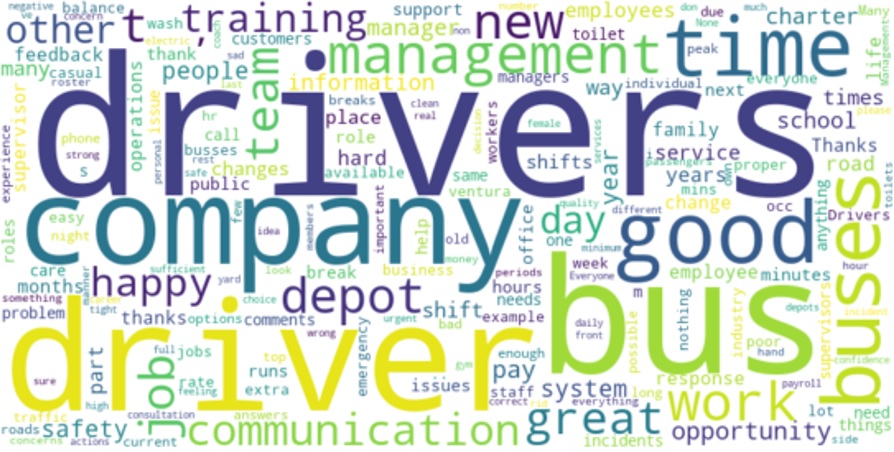 negative balance
wash
support
number
employees
don
due
much
Many
concern
other
t
,
training
manager
non
new
toilet
None
charter
ve
electric
coach
customers
time
Management
feedback
thank
sad
management
peak
life
many
casual
people
team
information
managers
way
individual
next
everyone
roster
last
please
drivers
supervisor
operations
issue
personal
hr
breaks
place
clean
real
workers
decision
female
services
family
times
school
experience
phone
strong
s
call
role
shifts
service
passengers
Thanks
busses
rest
safe
changes
hard
available
same
own
proper
road
public
ventura
year
years
mins
company
roles
easy
night
few
idea
members
important
help
old
office
quality
day
one
different
minimum
change
occ
good
anything
Drivers
buses
toilets
care
months
manner
sufficient
yard
look
break
business
money
periods
week
Everyone
employee
minutes
hour
happy
depot
hours
needs
m
bus
something
problem
career
tight
thanks
options
choice
comments
urgent
shift
example
daily
front
possible
nothing
industry
depots
incident
supervisors
driver
wrong
emergency
bad
poor
hand
confidence
part
job
full
jobs
feeling
rate
top
runs
extra
gym
issues
enough
pay
staff
system
response
sure
high
correct
rid
everything
long
work
payroll
lot
need
traffic
consultation
answers
great
opportunity
things
roads
safety
concerns
actions
current
communication
incidents
side